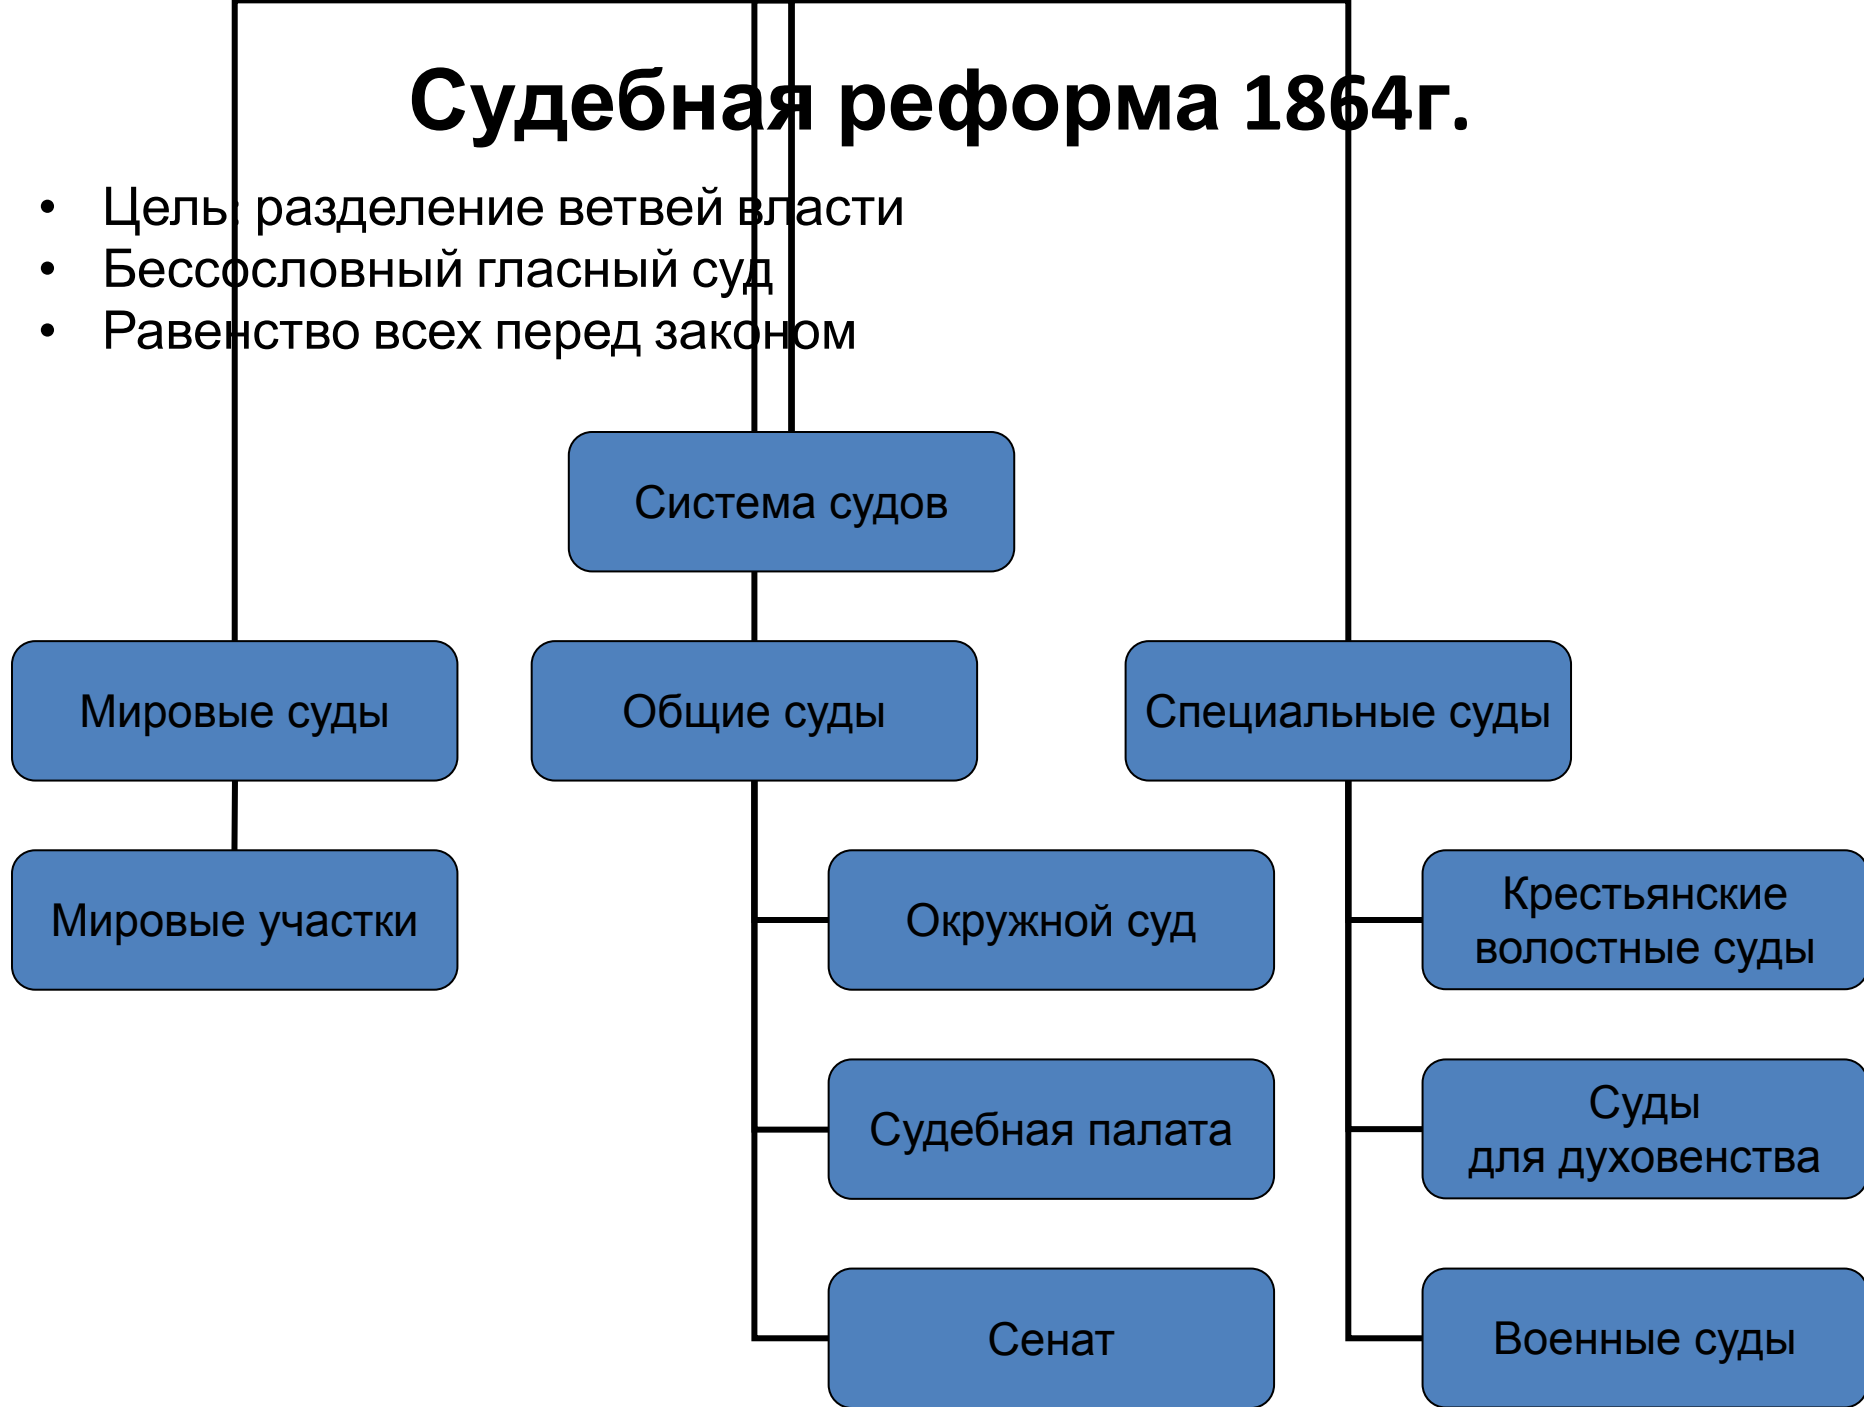 Судебная реформа 1864г.
• Цель: разделение ветвей власти
• Бессословный гласный суд
• Равенство всех перед законом
Система судов
Мировые суды
Общие суды
Специальные суды
Мировые участки
Окружной суд
Крестьянские
волостные суды
Судебная палата
Суды
для духовенства
Сенат
Военные суды